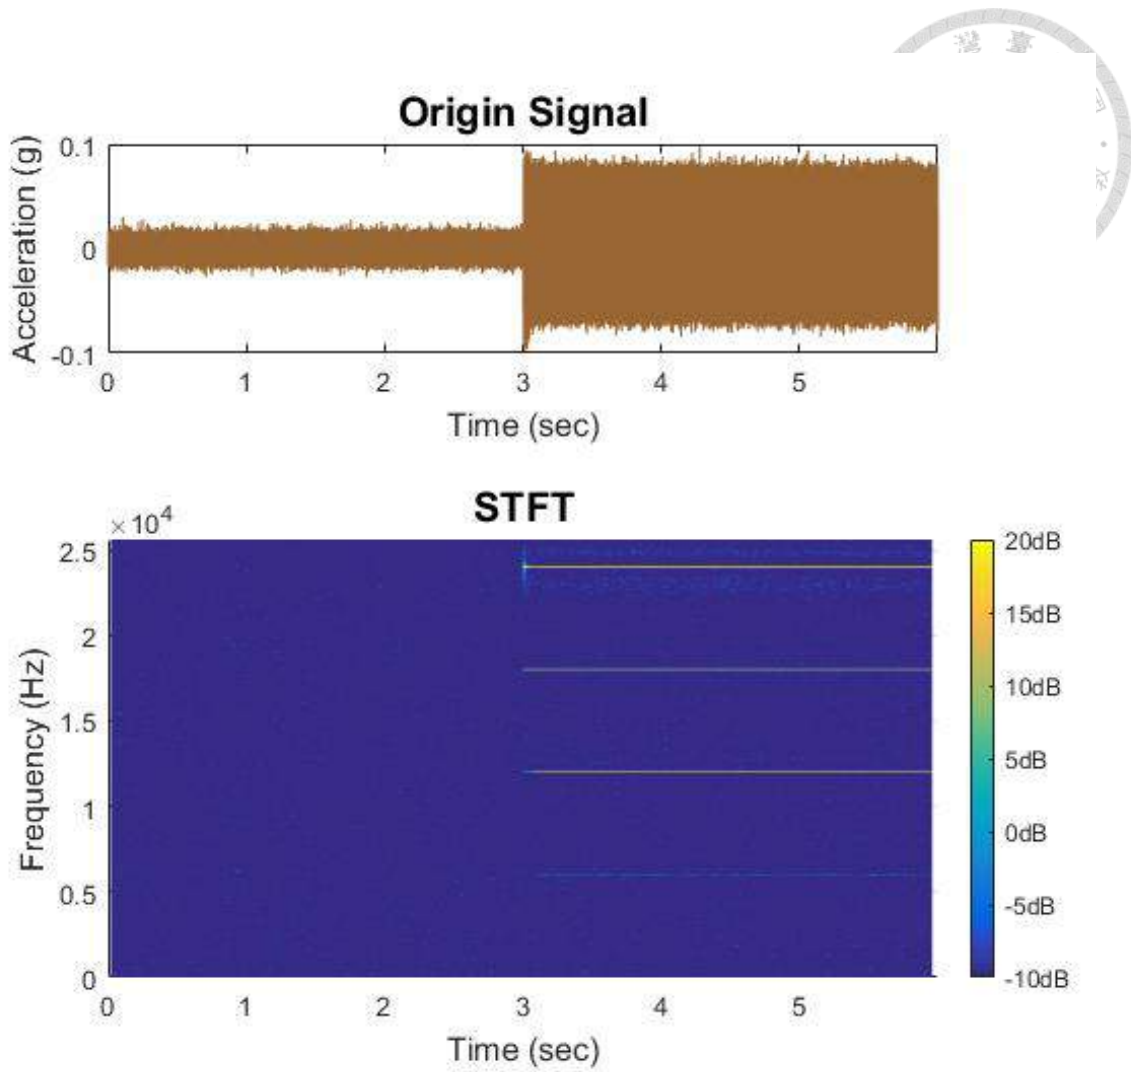 灣 臺
Origin Signal
Acceleration (g)
0.1
0
-0.1
0 1 2 3 4 5
Time (sec)
STFT
×10⁴
Frequency (Hz)
2.5
2
1.5
1
0.5
0
0 1 2 3 4 5
Time (sec)
20dB
15dB
10dB
5dB
0dB
-5dB
-10dB